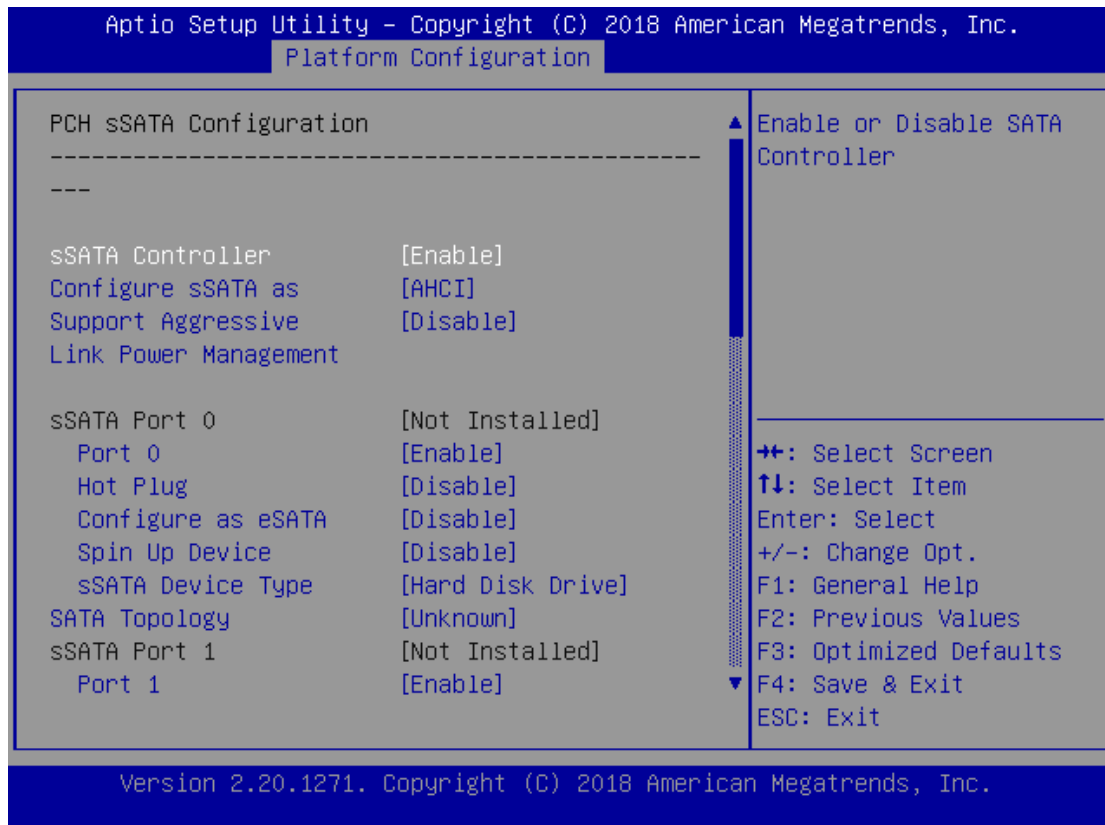 Aptio Setup Utility – Copyright (C) 2018 American Megatrends, Inc.
Platform Configuration
PCH sSATA Configuration
-----------------------------------------------
---
sSATA Controller [Enable]
Configure sSATA as [AHCI]
Support Aggressive [Disable]
Link Power Management
sSATA Port 0 [Not Installed]
Port 0 [Enable]
Hot Plug [Disable]
Configure as eSATA [Disable]
Spin Up Device [Disable]
sSATA Device Type [Hard Disk Drive]
SATA Topology [Unknown]
sSATA Port 1 [Not Installed]
Port 1 [Enable]
Enable or Disable SATA
Controller
→←: Select Screen
↑↓: Select Item
Enter: Select
+/-: Change Opt.
F1: General Help
F2: Previous Values
F3: Optimized Defaults
F4: Save & Exit
ESC: Exit
Version 2.20.1271. Copyright (C) 2018 American Megatrends, Inc.